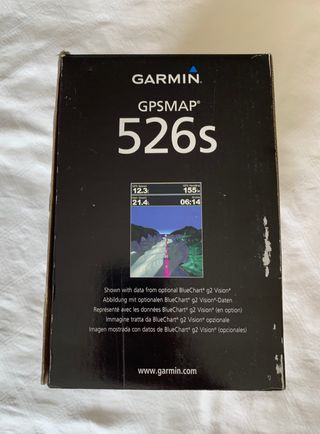 GARMIN.
GPSMAP®
526s
12.3
155
21.4
06:14
Shown with data from optional BlueChart® g2 Vision®
Abbildung mit optionalen BlueChart® g2 Vision®-Daten
Représenté avec les données BlueChart® g2 Vision® (en option)
Immagine tratta da BlueChart® g2 Vision® opzionale
Imagen mostrada con datos de BlueChart® g2 Vision® (opcionales)
www.garmin.com